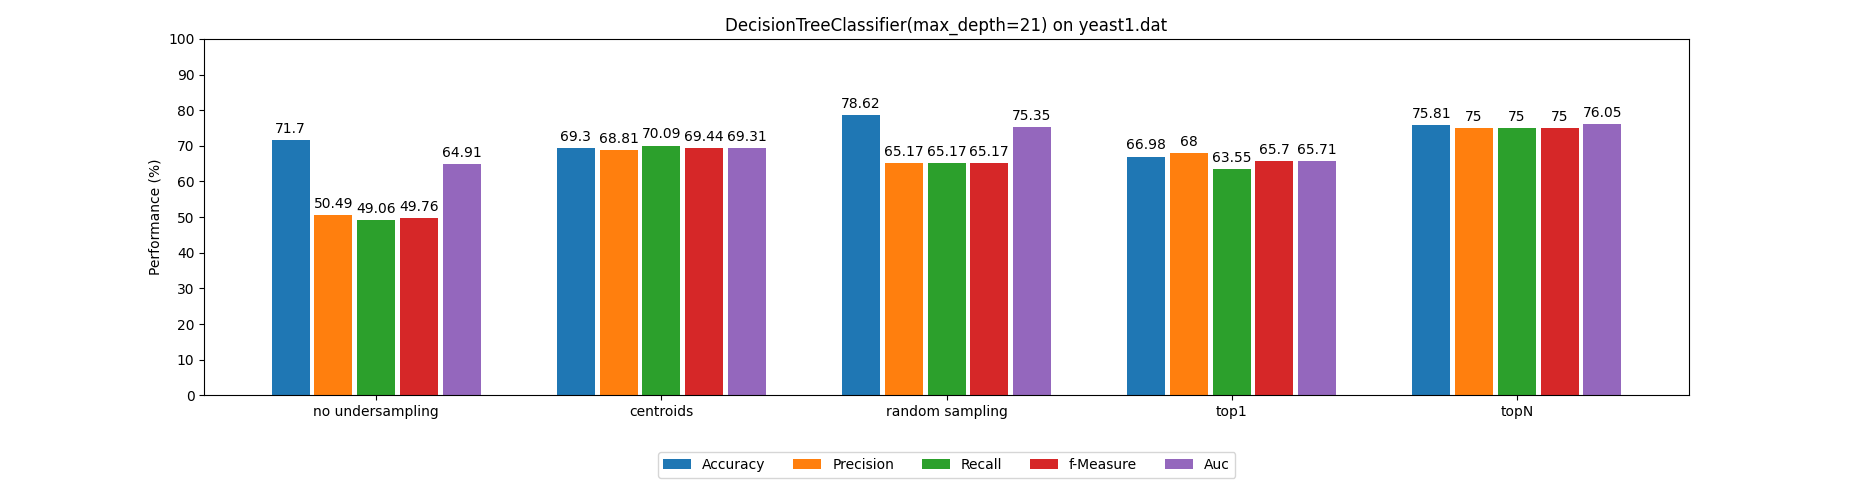 DecisionTreeClassifier(max_depth=21) on yeast1.dat
Performance (%)
100
90
80
70
60
50
40
30
20
10
0
71.7 50.49 49.06 49.76 64.91
69.3 68.81 70.09 69.44 69.31
78.62 65.17 65.17 65.17 75.35
66.98 68 63.55 65.7 65.71
75.81 75 75 75 76.05
no undersampling centroids random sampling top1 topN
Accuracy Precision Recall f-Measure Auc